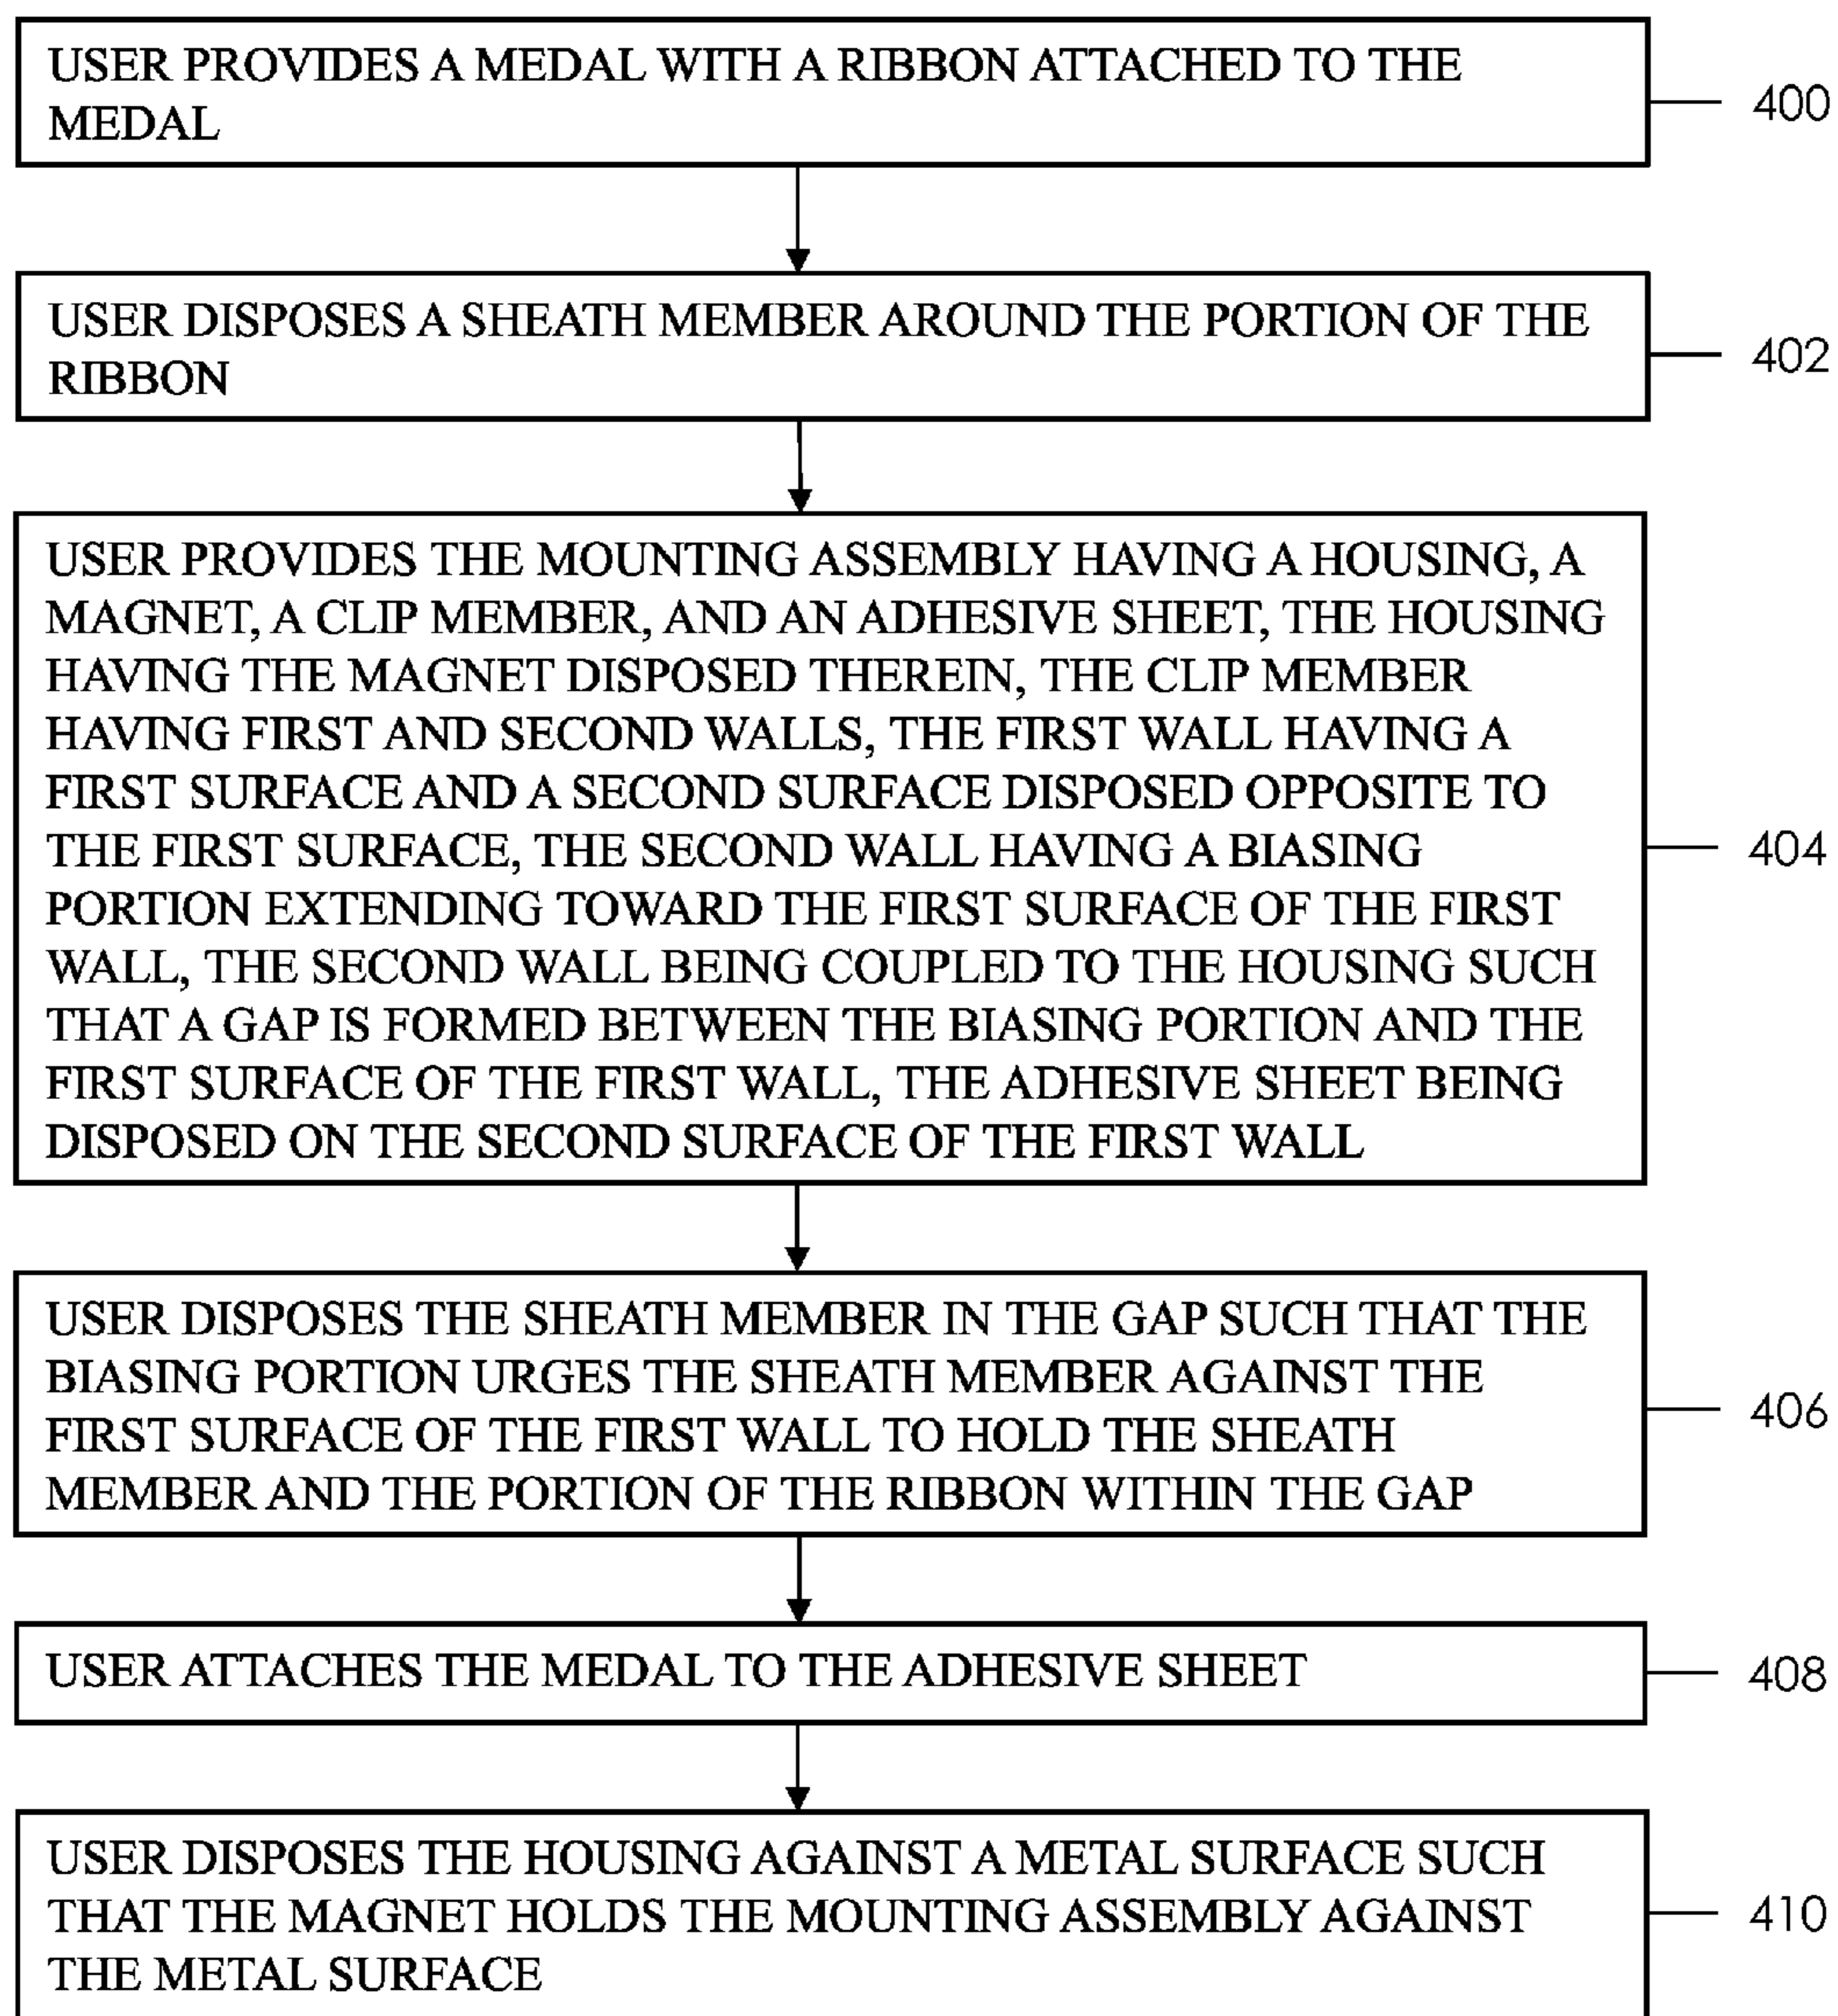 USER PROVIDES A MEDAL WITH A RIBBON ATTACHED TO THE
MEDAL
400
USER DISPOSES A SHEATH MEMBER AROUND THE PORTION OF THE
RIBBON
402
USER PROVIDES THE MOUNTING ASSEMBLY HAVING A HOUSING, A
MAGNET, A CLIP MEMBER, AND AN ADHESIVE SHEET, THE HOUSING
HAVING THE MAGNET DISPOSED THEREIN, THE CLIP MEMBER
HAVING FIRST AND SECOND WALLS, THE FIRST WALL HAVING A
FIRST SURFACE AND A SECOND SURFACE DISPOSED OPPOSITE TO
THE FIRST SURFACE, THE SECOND WALL HAVING A BIASING
PORTION EXTENDING TOWARD THE FIRST SURFACE OF THE FIRST
WALL, THE SECOND WALL BEING COUPLED TO THE HOUSING SUCH
THAT A GAP IS FORMED BETWEEN THE BIASING PORTION AND THE
FIRST SURFACE OF THE FIRST WALL, THE ADHESIVE SHEET BEING
DISPOSED ON THE SECOND SURFACE OF THE FIRST WALL
404
USER DISPOSES THE SHEATH MEMBER IN THE GAP SUCH THAT THE
BIASING PORTION URGES THE SHEATH MEMBER AGAINST THE
FIRST SURFACE OF THE FIRST WALL TO HOLD THE SHEATH
MEMBER AND THE PORTION OF THE RIBBON WITHIN THE GAP
406
USER ATTACHES THE MEDAL TO THE ADHESIVE SHEET
408
USER DISPOSES THE HOUSING AGAINST A METAL SURFACE SUCH
THAT THE MAGNET HOLDS THE MOUNTING ASSEMBLY AGAINST
THE METAL SURFACE
410